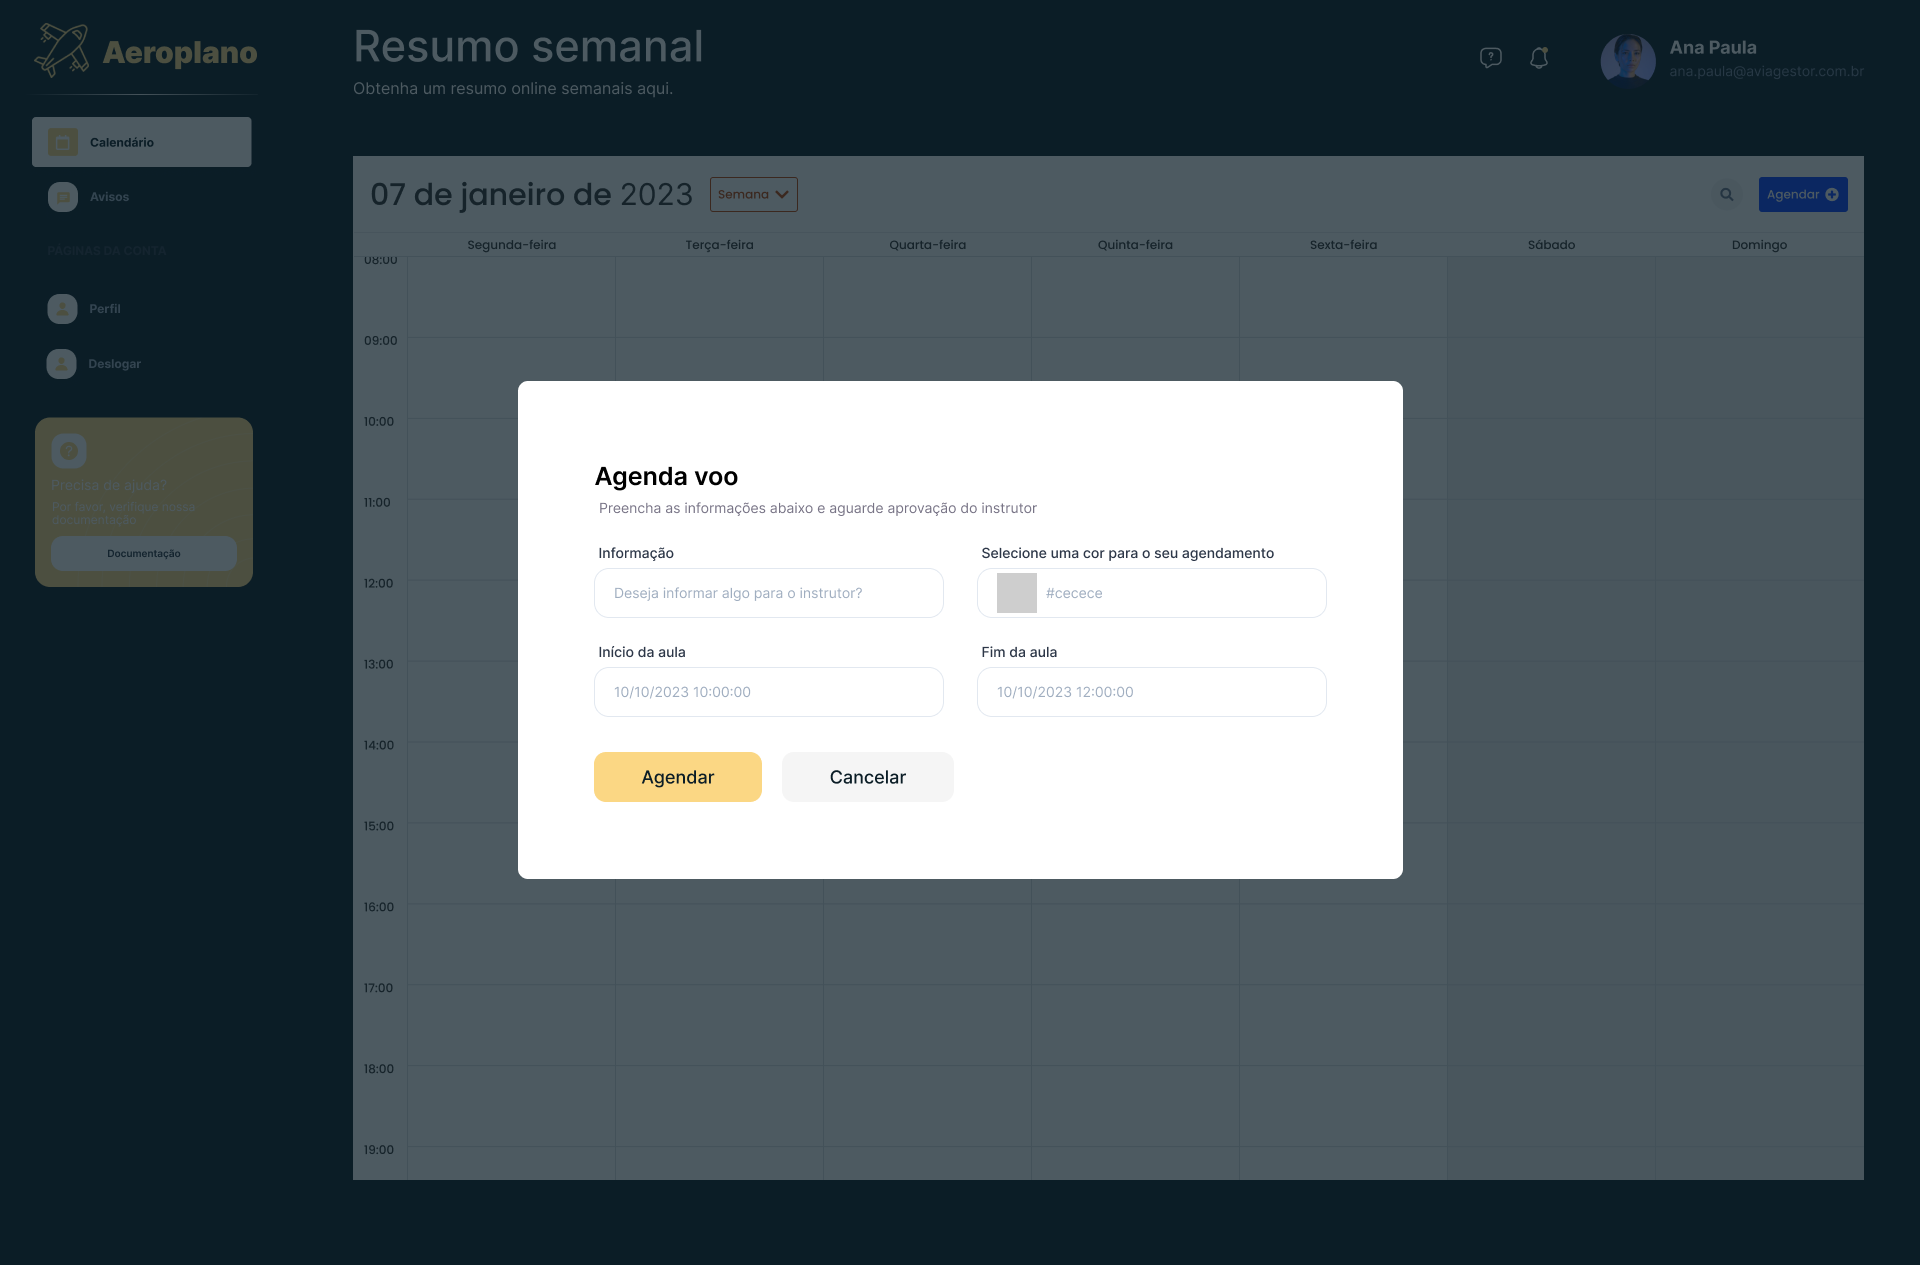 Aeroplano
Resumo semanal
Obtenha um resumo online semanais aqui.
Ana Paula
ana.paula@aviagestor.com.br
Calendário
Avisos
PÁGINAS DA CONTA
Perfil
Deslogar
Precisa de ajuda?
Por favor, verifique nossa
documentação
Documentação
07 de janeiro de 2023
Semana
Agendar
Segunda-feira Terça-feira Quarta-feira Quinta-feira Sexta-feira Sábado Domingo
08:00
09:00
10:00
11:00
12:00
13:00
14:00
15:00
16:00
17:00
18:00
19:00
Agenda voo
Preencha as informações abaixo e aguarde aprovação do instrutor
Informação
Deseja informar algo para o instrutor?
Selecione uma cor para o seu agendamento
#cecece
Início da aula
10/10/2023 10:00:00
Fim da aula
10/10/2023 12:00:00
Agendar
Cancelar